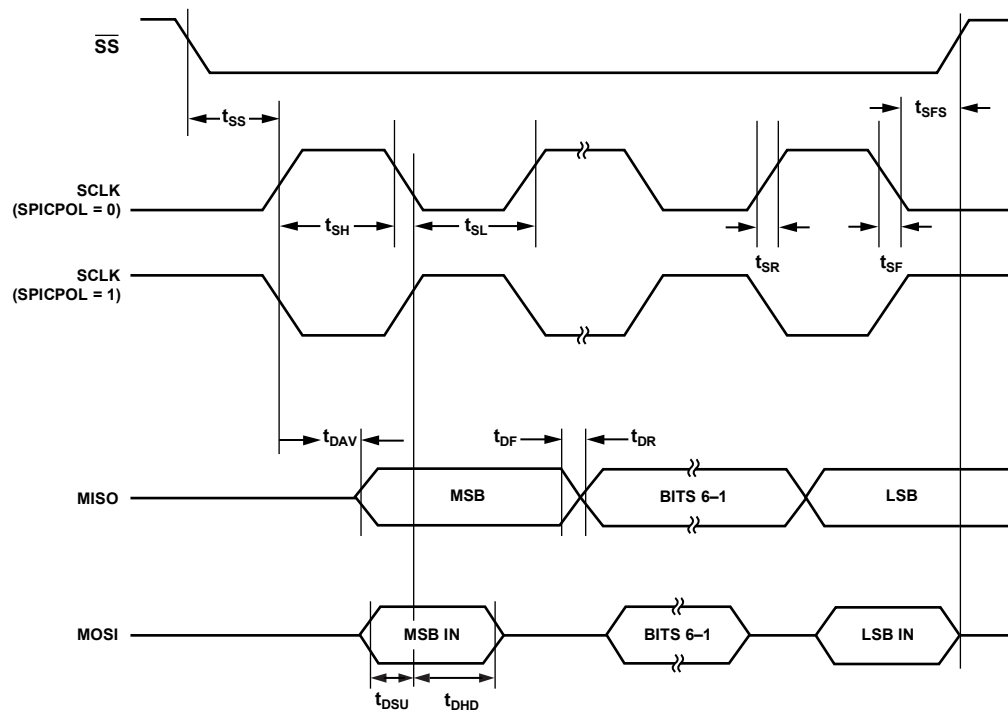 SS
tSS
tSFS
SCLK
(SPICPOL = 0)
tSH
tSL
tSR
tSF
SCLK
(SPICPOL = 1)
tDAV
tDF
tDR
MISO
MSB
BITS 6–1
LSB
MOSI
MSB IN
BITS 6–1
LSB IN
tDSU
tDHD